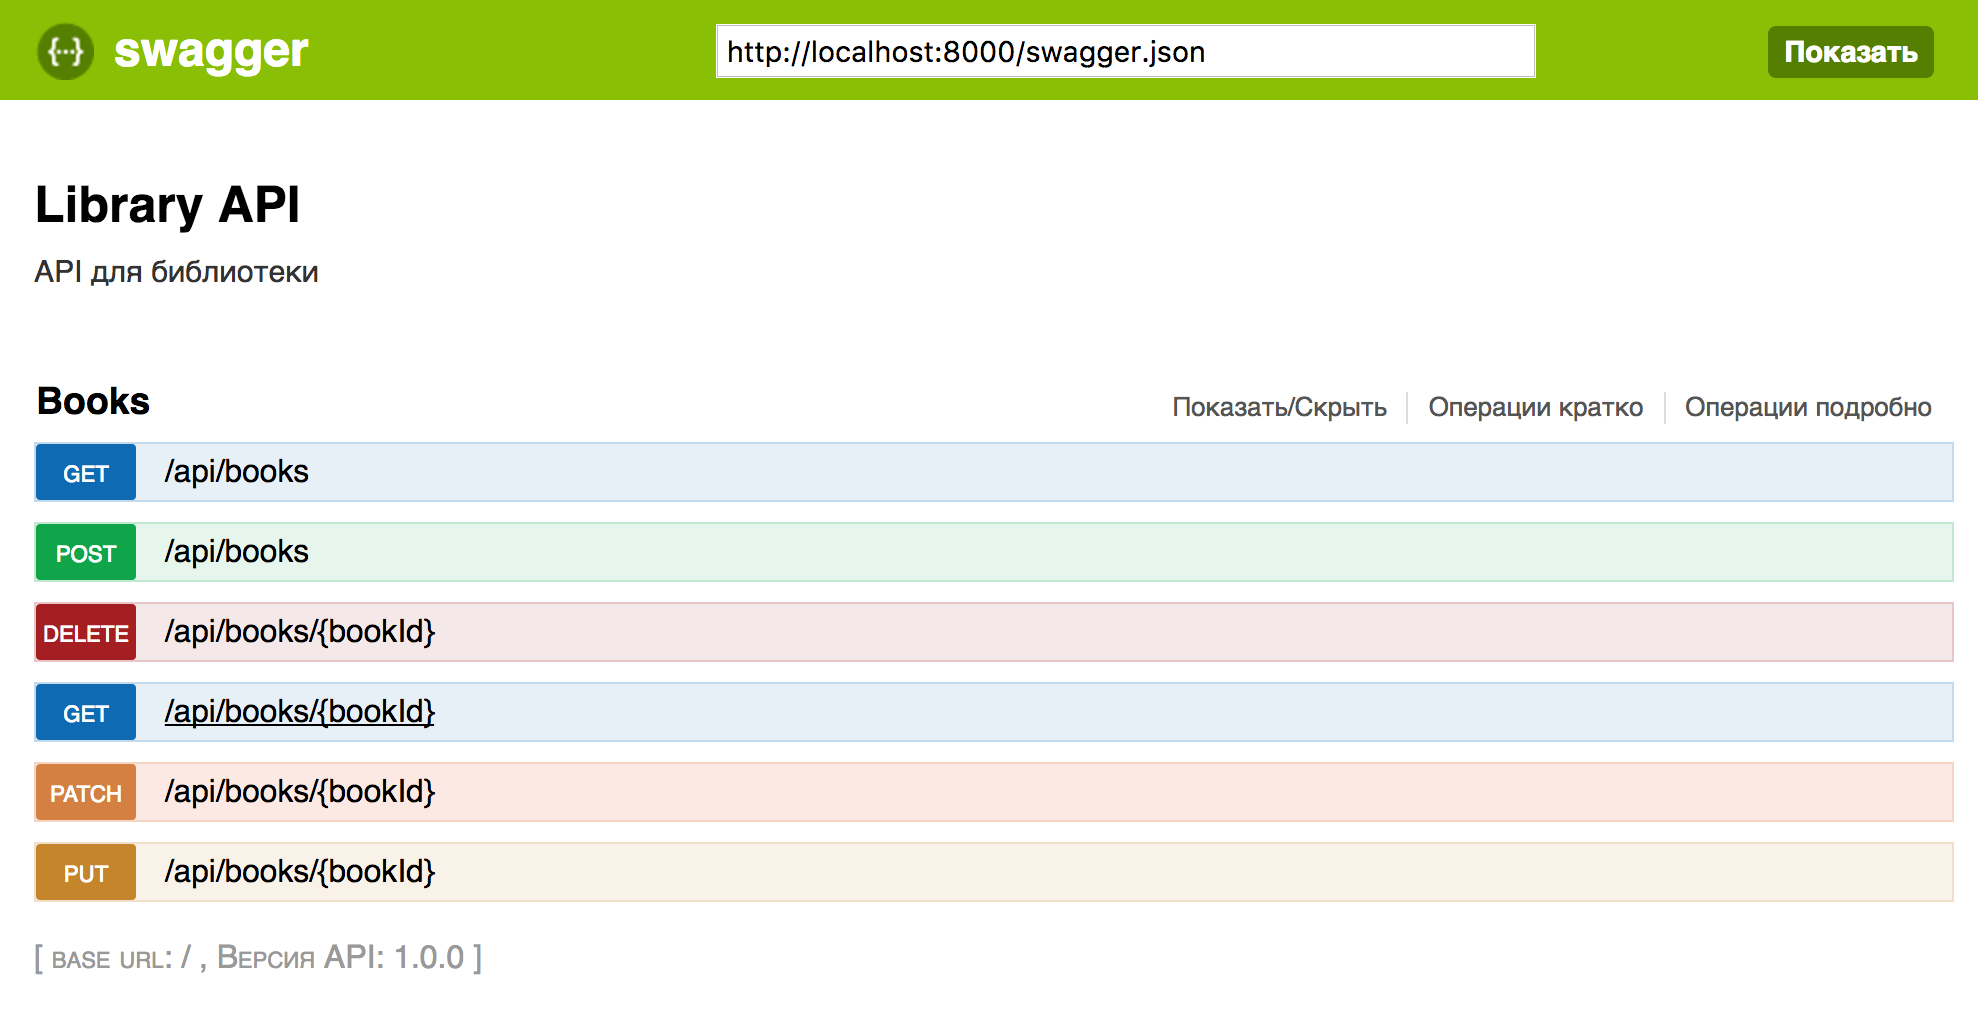 {···} swagger http://localhost:8000/swagger.json Показать
Library API
API для библиотеки
Books Показать/Скрыть Операции кратко Операции подробно
GET /api/books
POST /api/books
DELETE /api/books/{bookId}
GET /api/books/{bookId}
PATCH /api/books/{bookId}
PUT /api/books/{bookId}
[ BASE URL: / , Версия API: 1.0.0 ]